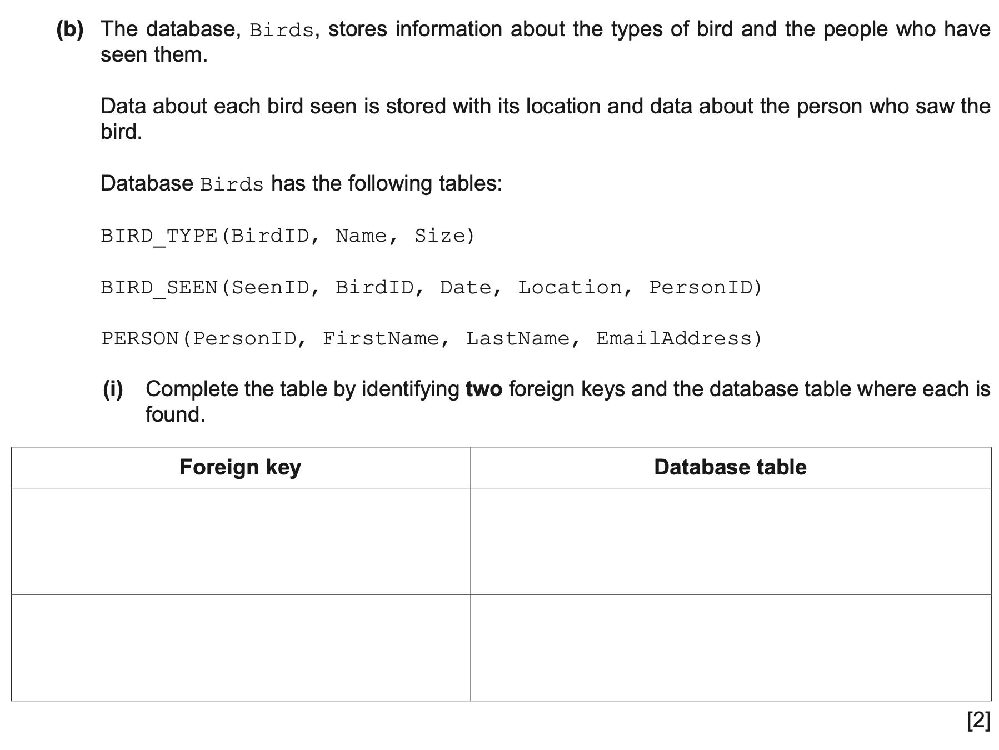 (b) The database, Birds, stores information about the types of bird and the people who have
seen them.
Data about each bird seen is stored with its location and data about the person who saw the
bird.
Database Birds has the following tables:
BIRD_TYPE(BirdID, Name, Size)
BIRD_SEEN(SeenID, BirdID, Date, Location, PersonID)
PERSON(PersonID, FirstName, LastName, EmailAddress)
(i) Complete the table by identifying two foreign keys and the database table where each is
found.
Foreign key Database table
[2]